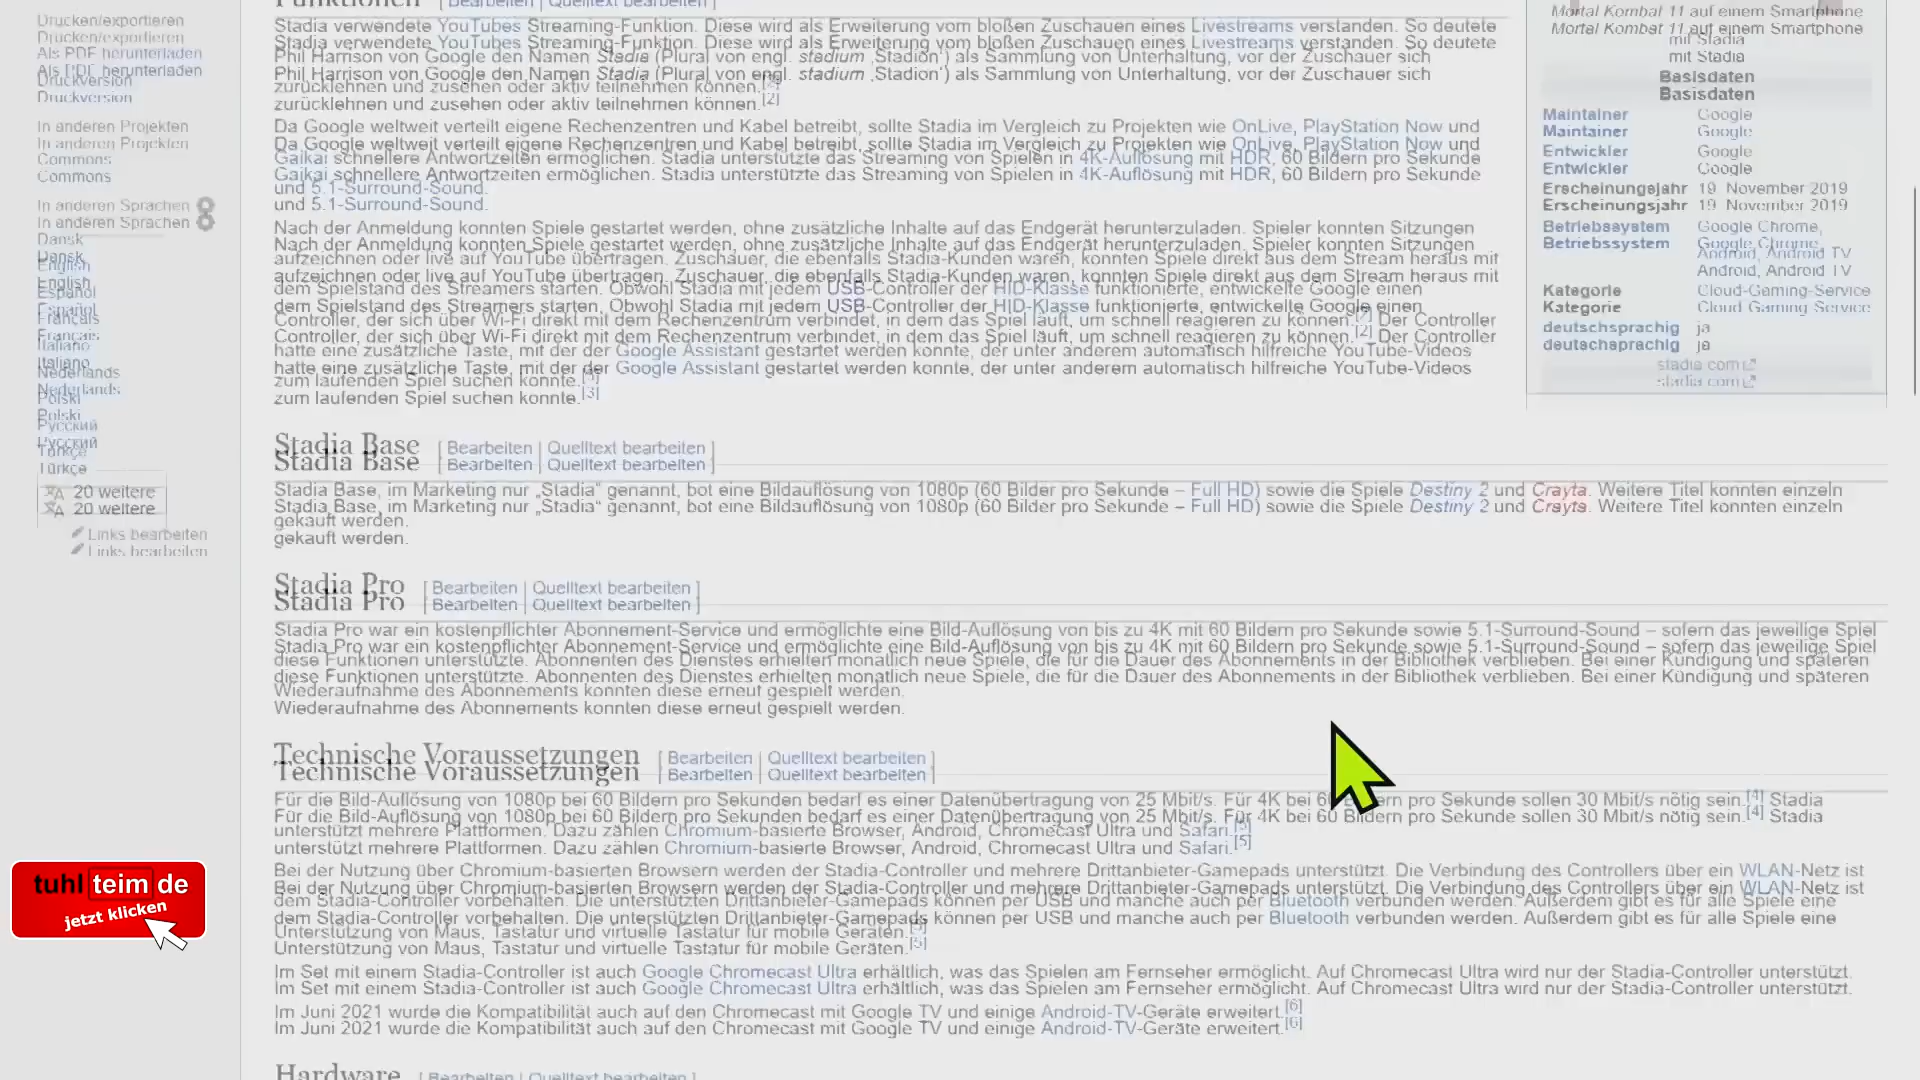 Drucken/exportieren
Als PDF herunterladen
Druckversion
In anderen Projekten
Commons
In anderen Sprachen
Dansk
English
Español
Français
Italiano
Nederlands
Polski
Русский
Türkçe
20 weitere
Links bearbeiten
tuhl teim de
jetzt klicken
Funktionen [ Bearbeiten | Quelltext bearbeiten ]
Stadia verwendete YouTubes Streaming-Funktion. Diese wird als Erweiterung vom bloßen Zuschauen eines Livestreams verstanden. So deutete
Phil Harrison von Google den Namen Stadia (Plural von engl. stadium ‚Stadion‘) als Sammlung von Unterhaltung, vor der Zuschauer sich
zurücklehnen und zusehen oder aktiv teilnehmen können.[2]
Da Google weltweit verteilt eigene Rechenzentren und Kabel betreibt, sollte Stadia im Vergleich zu Projekten wie OnLive, PlayStation Now und
Gaikai schnellere Antwortzeiten ermöglichen. Stadia unterstützte das Streaming von Spielen in 4K-Auflösung mit HDR, 60 Bildern pro Sekunde
und 5.1-Surround-Sound.
Nach der Anmeldung konnten Spiele gestartet werden, ohne zusätzliche Inhalte auf das Endgerät herunterzuladen. Spieler konnten Sitzungen
aufzeichnen oder live auf YouTube übertragen. Zuschauer, die ebenfalls Stadia-Kunden waren, konnten Spiele direkt aus dem Stream heraus mit
dem Spielstand des Streamers starten. Obwohl Stadia mit jedem USB-Controller der HID-Klasse funktionierte, entwickelte Google einen
Controller, der sich über Wi-Fi direkt mit dem Rechenzentrum verbindet, in dem das Spiel läuft, um schnell reagieren zu können.[2] Der Controller
hatte eine zusätzliche Taste, mit der der Google Assistant gestartet werden konnte, der unter anderem automatisch hilfreiche YouTube-Videos
zum laufenden Spiel suchen konnte.[3]
Mortal Kombat 11 auf einem Smartphone
mit Stadia
Basisdaten
Maintainer Google
Entwickler Google
Erscheinungsjahr 19. November 2019
Betriebssystem Google Chrome,
Android, Android TV
Kategorie Cloud-Gaming-Service
deutschsprachig ja
stadia.com
Stadia Base [ Bearbeiten | Quelltext bearbeiten ]
Stadia Base, im Marketing nur „Stadia“ genannt, bot eine Bildauflösung von 1080p (60 Bilder pro Sekunde – Full HD) sowie die Spiele Destiny 2 und Crayta. Weitere Titel konnten einzeln
gekauft werden.
Stadia Pro [ Bearbeiten | Quelltext bearbeiten ]
Stadia Pro war ein kostenpflichter Abonnement-Service und ermöglichte eine Bild-Auflösung von bis zu 4K mit 60 Bildern pro Sekunde sowie 5.1-Surround-Sound – sofern das jeweilige Spiel
diese Funktionen unterstützte. Abonnenten des Dienstes erhielten monatlich neue Spiele, die für die Dauer des Abonnements in der Bibliothek verblieben. Bei einer Kündigung und späteren
Wiederaufnahme des Abonnements konnten diese erneut gespielt werden.
Technische Voraussetzungen [ Bearbeiten | Quelltext bearbeiten ]
Für die Bild-Auflösung von 1080p bei 60 Bildern pro Sekunden bedarf es einer Datenübertragung von 25 Mbit/s. Für 4K bei 60 Bildern pro Sekunde sollen 30 Mbit/s nötig sein.[4] Stadia
unterstützt mehrere Plattformen. Dazu zählen Chromium-basierte Browser, Android, Chromecast Ultra und Safari.[5]
Bei der Nutzung über Chromium-basierten Browsern werden der Stadia-Controller und mehrere Drittanbieter-Gamepads unterstützt. Die Verbindung des Controllers über ein WLAN-Netz ist
dem Stadia-Controller vorbehalten. Die unterstützten Drittanbieter-Gamepads können per USB und manche auch per Bluetooth verbunden werden. Außerdem gibt es für alle Spiele eine
Unterstützung von Maus, Tastatur und virtuelle Tastatur für mobile Geräten.[5]
Im Set mit einem Stadia-Controller ist auch Google Chromecast Ultra erhältlich, was das Spielen am Fernseher ermöglicht. Auf Chromecast Ultra wird nur der Stadia-Controller unterstützt.
Im Juni 2021 wurde die Kompatibilität auch auf den Chromecast mit Google TV und einige Android-TV-Geräte erweitert.[6]
Hardware [ Bearbeiten | Quelltext bearbeiten ]